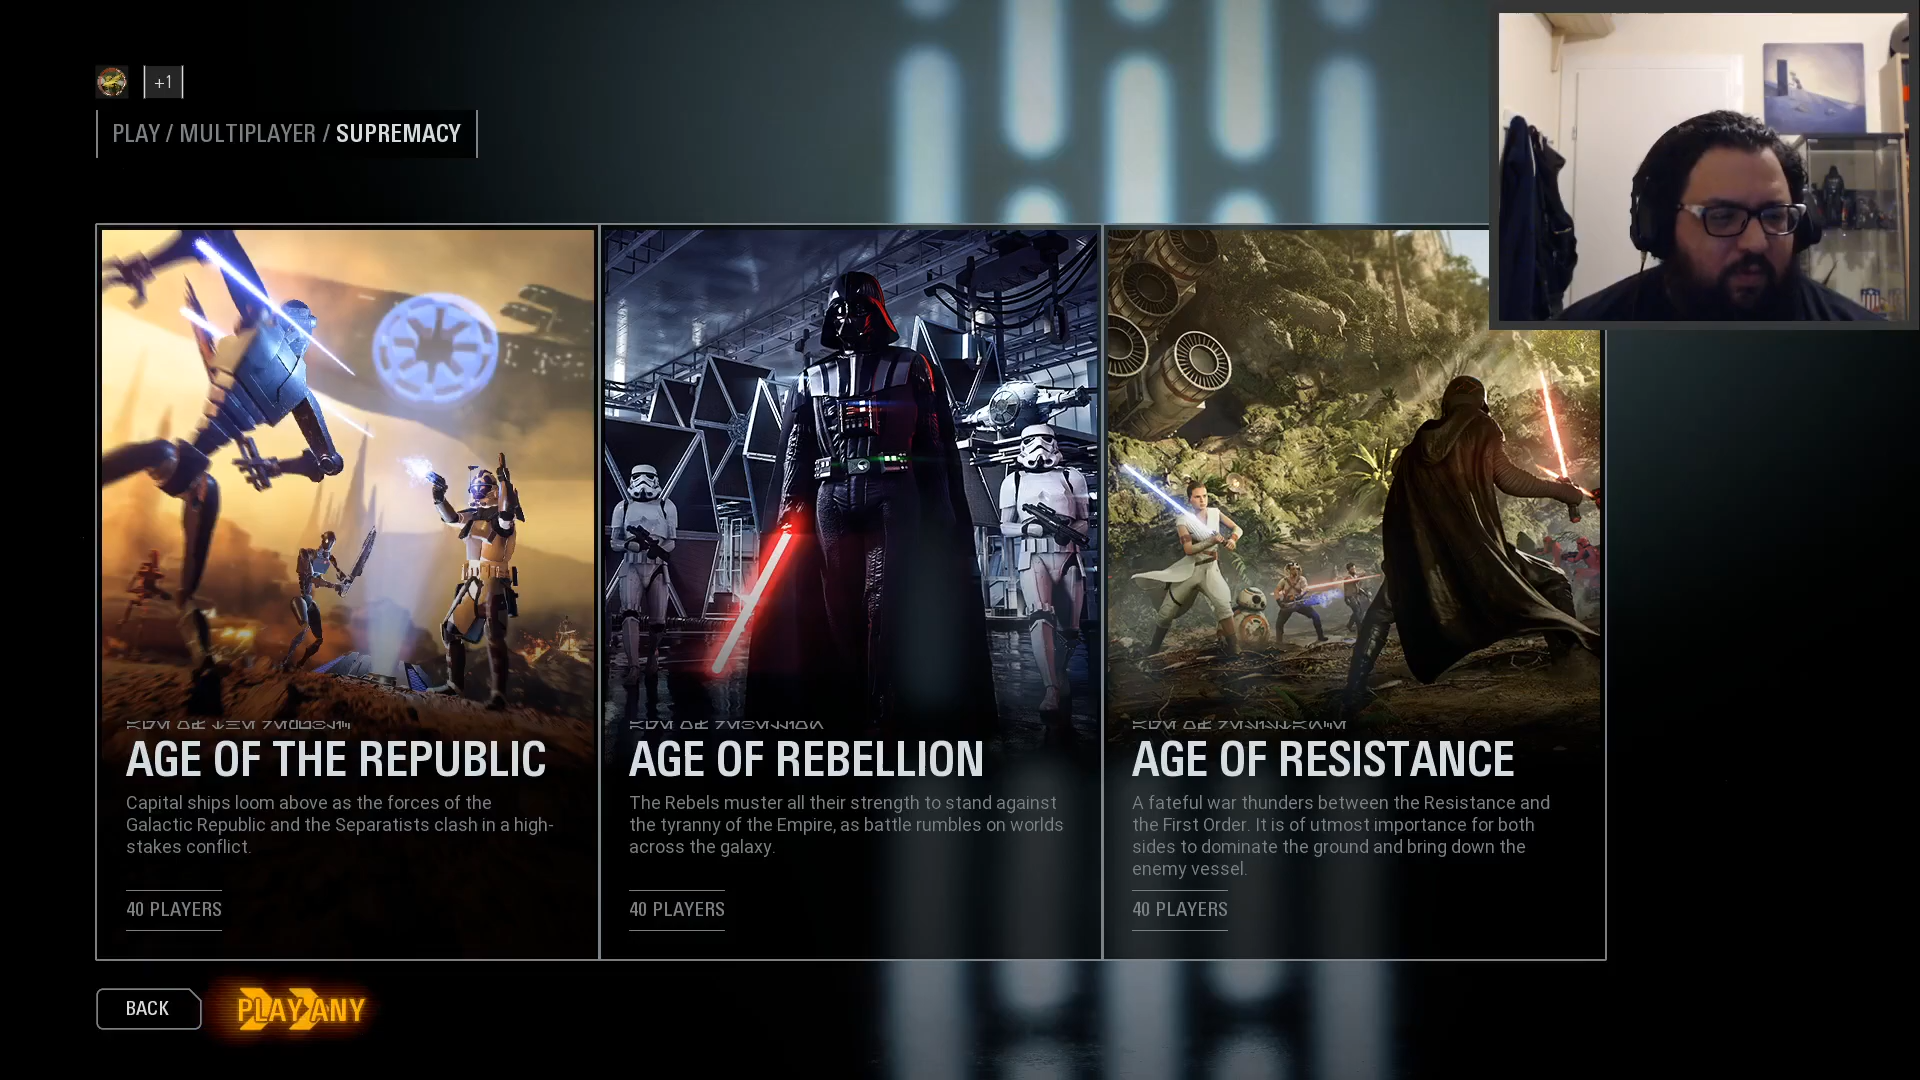 +1
PLAY / MULTIPLAYER / SUPREMACY
AGE OF THE REPUBLIC
Capital ships loom above as the forces of the
Galactic Republic and the Separatists clash in a high-
stakes conflict.
40 PLAYERS
AGE OF REBELLION
The Rebels muster all their strength to stand against
the tyranny of the Empire, as battle rumbles on worlds
across the galaxy.
40 PLAYERS
AGE OF RESISTANCE
A fateful war thunders between the Resistance and
the First Order. It is of utmost importance for both
sides to dominate the ground and bring down the
enemy vessel.
40 PLAYERS
BACK
PLAY ANY